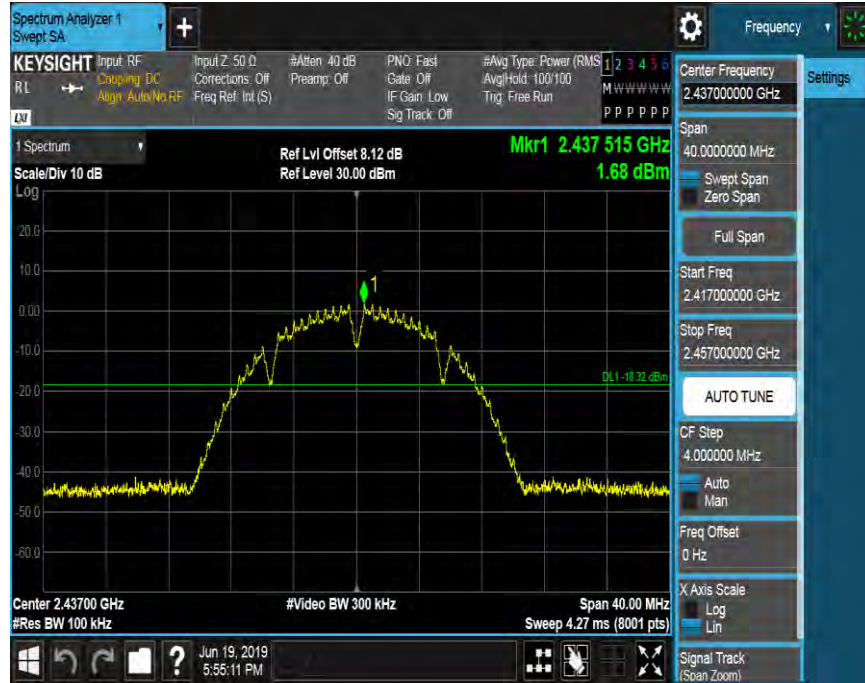 Spectrum Analyzer 1
Swept SA
+
Frequency
KEYSIGHT Input: RF
Coupling: DC
Align: Auto/No RF
RL
LXI
Input Z: 50 Ω
Corrections: Off
Freq Ref: Int (S)
#Atten: 40 dB
Preamp: Off
PNO: Fast
Gate: Off
IF Gain: Low
Sig Track: Off
#Avg Type: Power (RMS
Avg|Hold: 100/100
Trig: Free Run
1 2 3 4 5 6
M W W W W W
P P P P P P
1 Spectrum
Scale/Div 10 dB
Ref Lvl Offset 8.12 dB
Ref Level 30.00 dBm
Mkr1 2.437 515 GHz
1.68 dBm
Log
20.0
10.0
0.00
-10.0
-20.0
-30.0
-40.0
-50.0
-60.0
1
DL1 -18.32 dBm
Center 2.43700 GHz
#Res BW 100 kHz
#Video BW 300 kHz
Span 40.00 MHz
Sweep 4.27 ms (8001 pts)
?
Jun 19, 2019
5:55:11 PM
Center Frequency
2.437000000 GHz
Settings
Span
40.0000000 MHz
Swept Span
Zero Span
Full Span
Start Freq
2.417000000 GHz
Stop Freq
2.457000000 GHz
AUTO TUNE
CF Step
4.000000 MHz
Auto
Man
Freq Offset
0 Hz
X Axis Scale
Log
Lin
Signal Track
(Span Zoom)